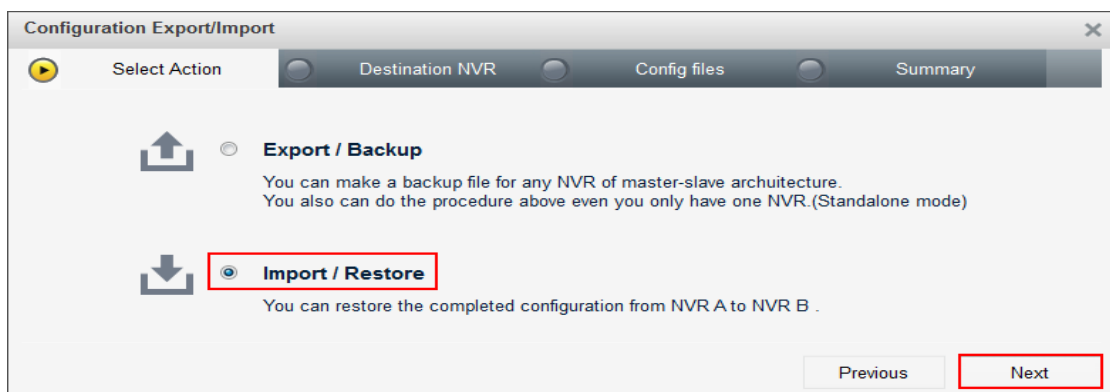 Configuration Export/Import
Select Action
Destination NVR
Config files
Summary
Export / Backup
You can make a backup file for any NVR of master-slave archuitecture.
You also can do the procedure above even you only have one NVR.(Standalone mode)
Import / Restore
You can restore the completed configuration from NVR A to NVR B .
Previous
Next